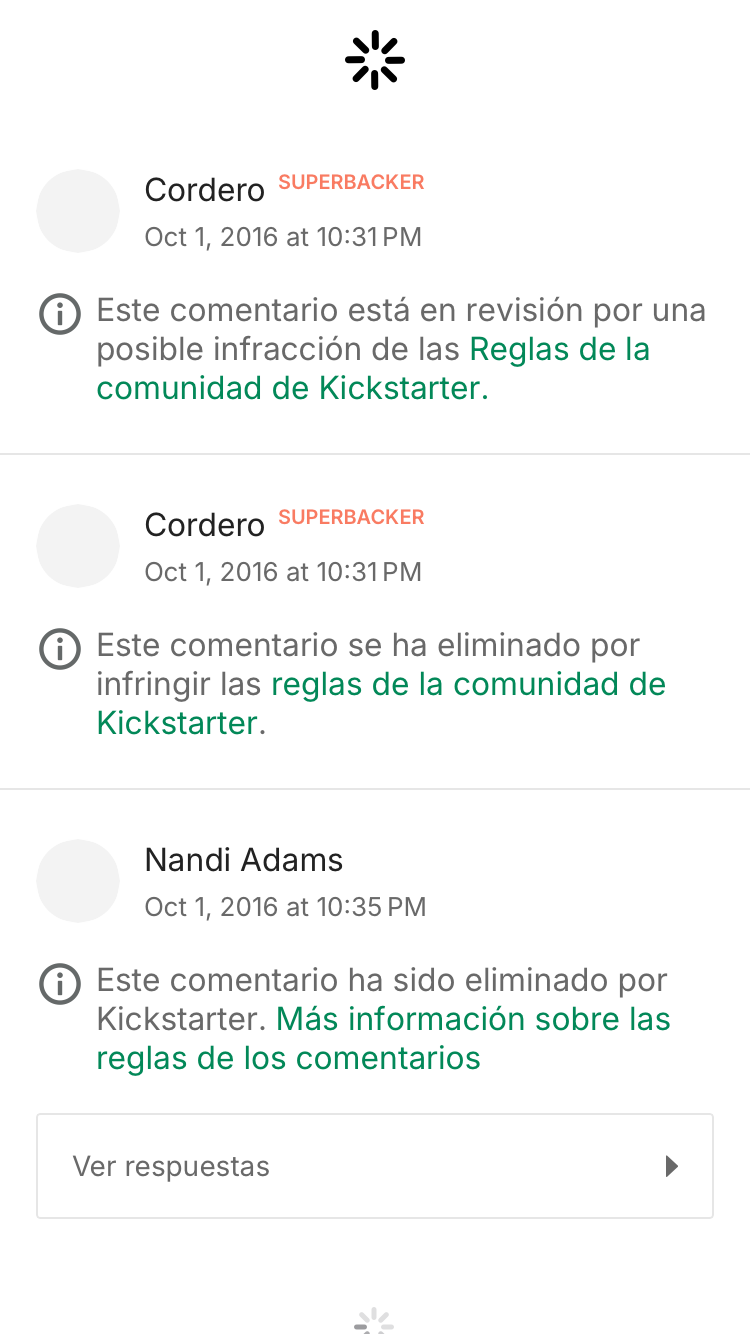 Cordero SUPERBACKER
Oct 1, 2016 at 10:31 PM
Este comentario está en revisión por una
posible infracción de las Reglas de la
comunidad de Kickstarter.
Cordero SUPERBACKER
Oct 1, 2016 at 10:31 PM
Este comentario se ha eliminado por
infringir las reglas de la comunidad de
Kickstarter.
Nandi Adams
Oct 1, 2016 at 10:35 PM
Este comentario ha sido eliminado por
Kickstarter. Más información sobre las
reglas de los comentarios
Ver respuestas